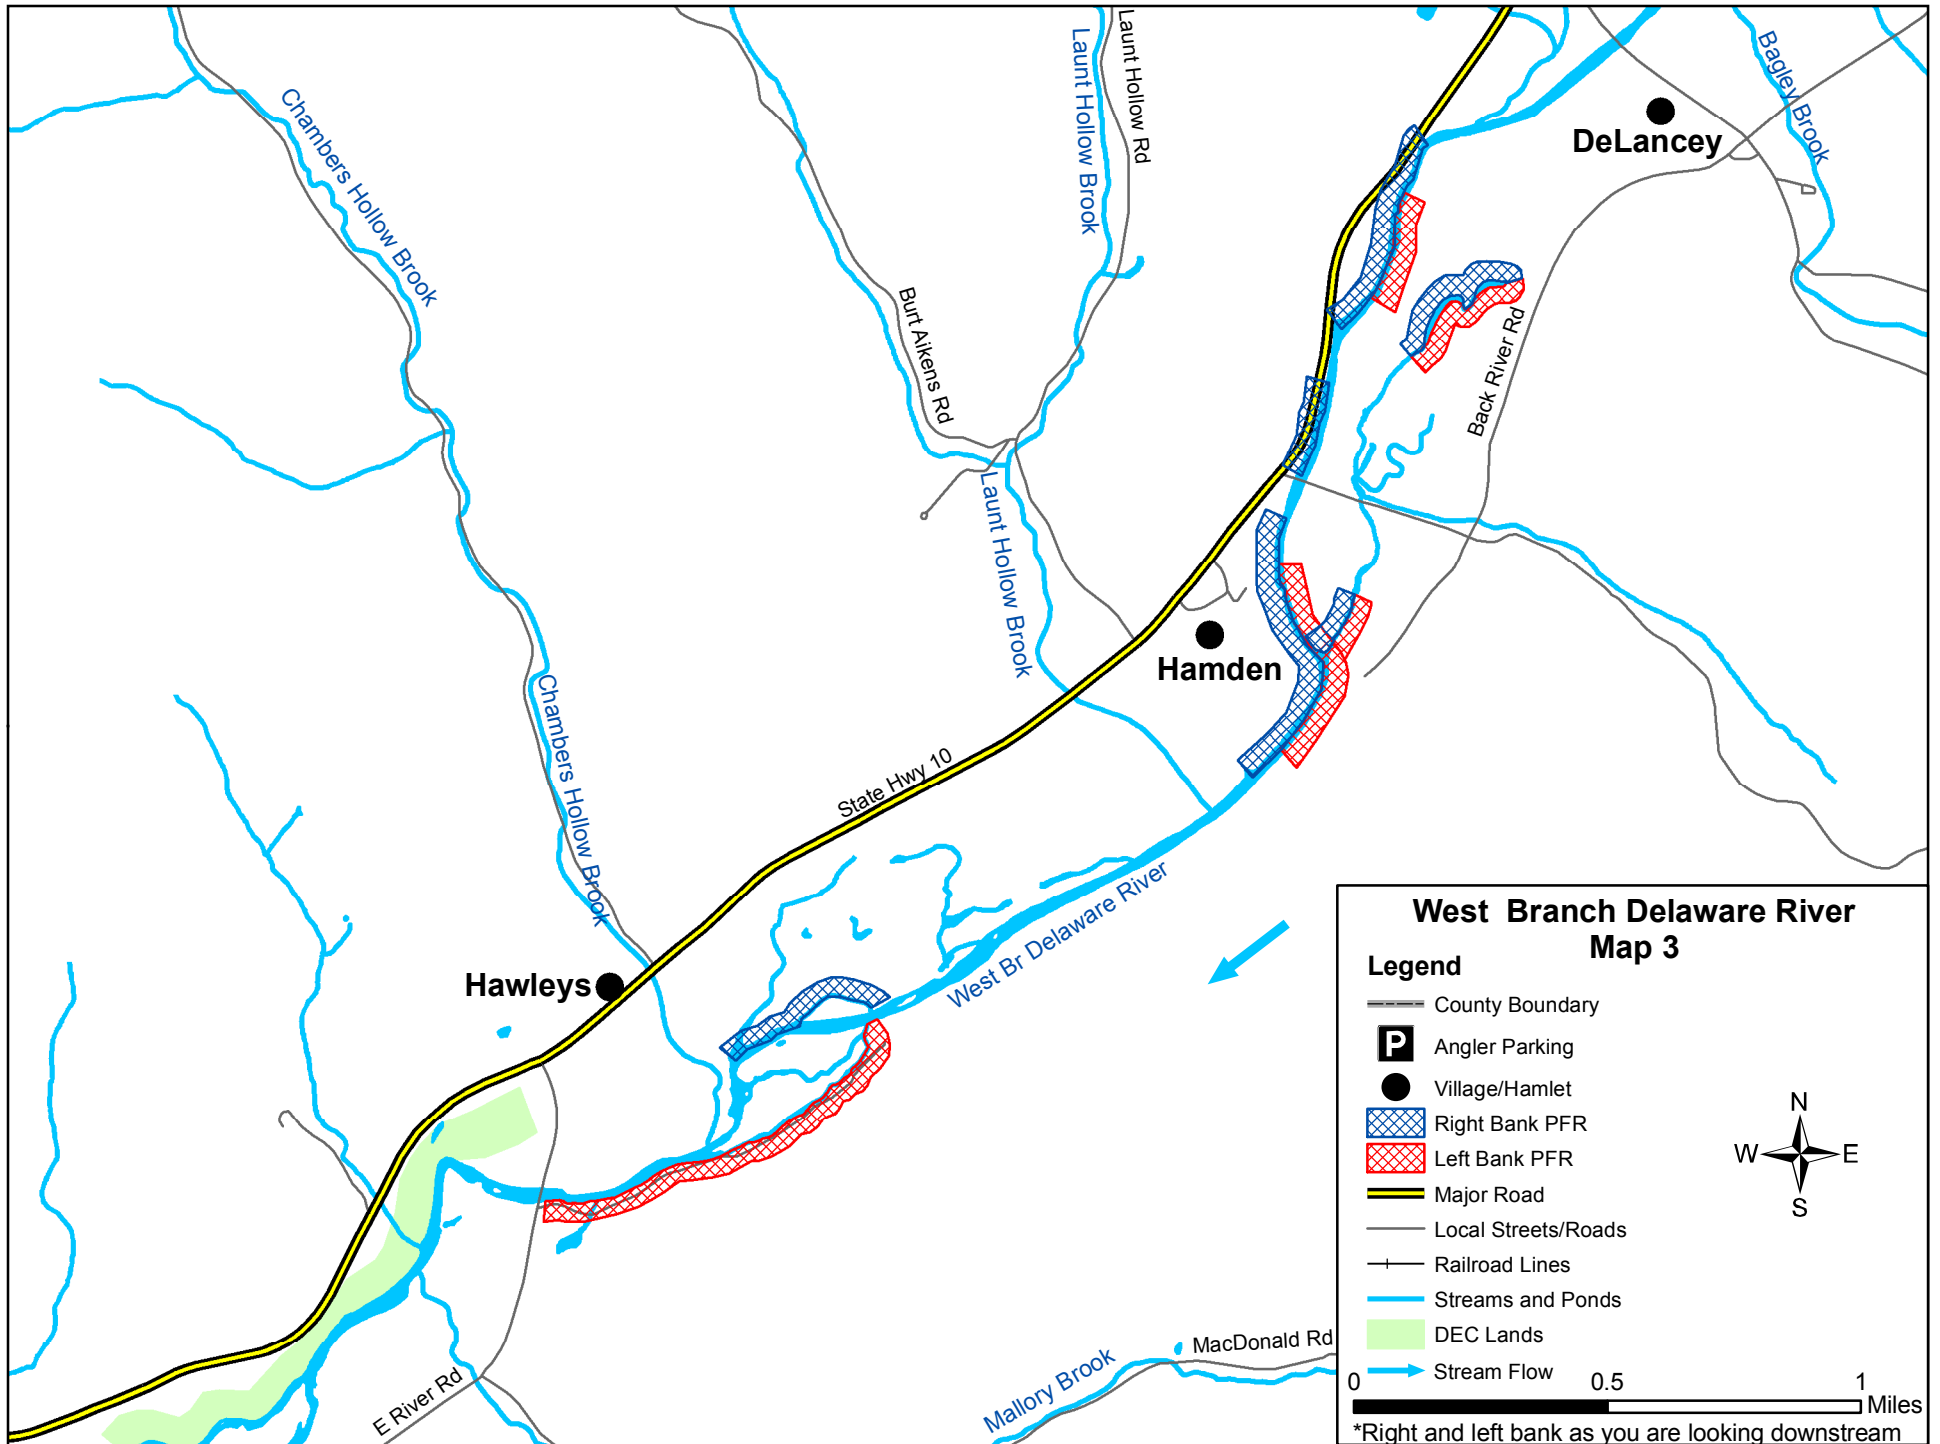 Chambers Hollow Brook
Launt Hollow Brook
Launt Hollow Rd
Bagley Brook
DeLancey
Burt Aikens Rd
Back River Rd
Launt Hollow Brook
Hamden
Chambers Hollow Brook
State Hwy 10
West Br Delaware River
Hawleys
E River Rd
Mallory Brook
MacDonald Rd
West Branch Delaware River
Map 3
Legend
County Boundary
P Angler Parking
Village/Hamlet
Right Bank PFR
Left Bank PFR
Major Road
Local Streets/Roads
Railroad Lines
Streams and Ponds
DEC Lands
Stream Flow
N
W E
S
0 0.5 1
Miles
*Right and left bank as you are looking downstream